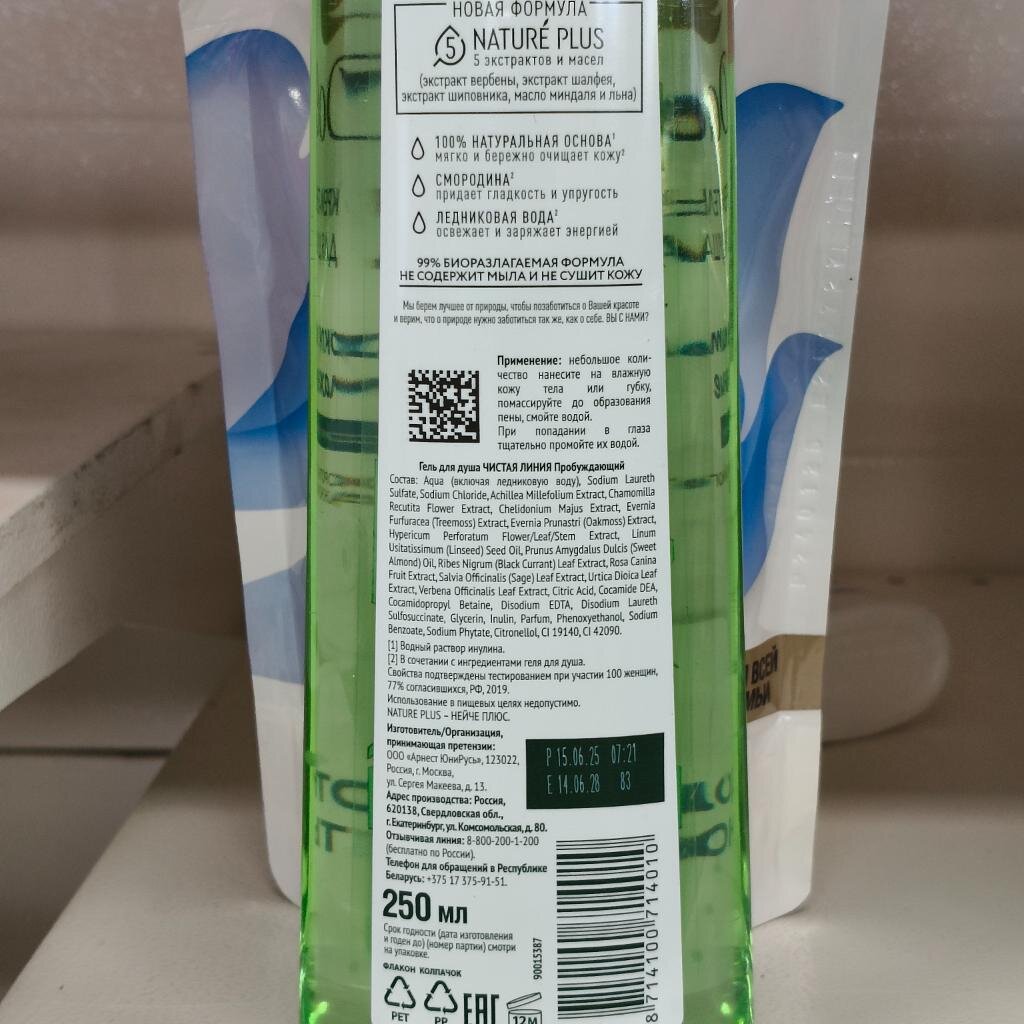 НОВАЯ ФОРМУЛА
5 NATURÉ PLUS
5 экстрактов и масел
(экстракт вербены, экстракт шалфея,
экстракт шиповника, масло миндаля и льна)
100% НАТУРАЛЬНАЯ ОСНОВА¹
мягко и бережно очищает кожу²
СМОРОДИНА²
придает гладкость и упругость
ЛЕДНИКОВАЯ ВОДА²
освежает и заряжает энергией
99% БИОРАЗЛАГАЕМАЯ ФОРМУЛА
НЕ СОДЕРЖИТ МЫЛА И НЕ СУШИТ КОЖУ
Мы берем лучшее от природы, чтобы позаботиться о Вашей красоте
и верим, что о природе нужно заботиться так же, как о себе. ВЫ С НАМИ?
Применение: небольшое коли-
чество нанесите на влажную
кожу тела или губку,
помассируйте до образования
пены, смойте водой.
При попадании в глаза
тщательно промойте их водой.
Гель для душа ЧИСТАЯ ЛИНИЯ Пробуждающий
Состав: Aqua (включая ледниковую воду), Sodium Laureth
Sulfate, Sodium Chloride, Achillea Millefolium Extract, Chamomilla
Recutita Flower Extract, Chelidonium Majus Extract, Evernia
Furfuracea (Treemoss) Extract, Evernia Prunastri (Oakmoss) Extract,
Hypericum Perforatum Flower/Leaf/Stem Extract, Linum
Usitatissimum (Linseed) Seed Oil, Prunus Amygdalus Dulcis (Sweet
Almond) Oil, Ribes Nigrum (Black Currant) Leaf Extract, Rosa Canina
Fruit Extract, Salvia Officinalis (Sage) Leaf Extract, Urtica Dioica Leaf
Extract, Verbena Officinalis Leaf Extract, Citric Acid, Cocamide DEA,
Cocamidopropyl Betaine, Disodium EDTA, Disodium Laureth
Sulfosuccinate, Glycerin, Inulin, Parfum, Phenoxyethanol, Sodium
Benzoate, Sodium Phytate, Citronellol, CI 19140, CI 42090.
[1] Водный раствор инулина.
[2] В сочетании с ингредиентами геля для душа.
Свойства подтверждены тестированием при участии 100 женщин,
77% согласившихся, РФ, 2019.
Использование в пищевых целях недопустимо.
NATURE PLUS – НЕЙЧЕ ПЛЮС.
Изготовитель/Организация,
принимающая претензии:
ООО «Арнест ЮниРусь», 123022,
Россия, г. Москва,
ул. Сергея Макеева, д. 13.
Адрес производства: Россия,
620138, Свердловская обл.,
г. Екатеринбург, ул. Комсомольская, д. 80.
Отзывчивая линия: 8-800-200-1-200
(бесплатно по России).
Телефон для обращений в Республике
Беларусь: +375 17 375-91-51.
P 15.06.25 07:21
E 14.06.28 83
250 мл
Срок годности (дата изготовления
и годен до) (номер партии) смотри
на упаковке.
ФЛАКОН КОЛПАЧОК
PET PP EAC 12M
90015387
8 714100 714010
ВСЕЙ